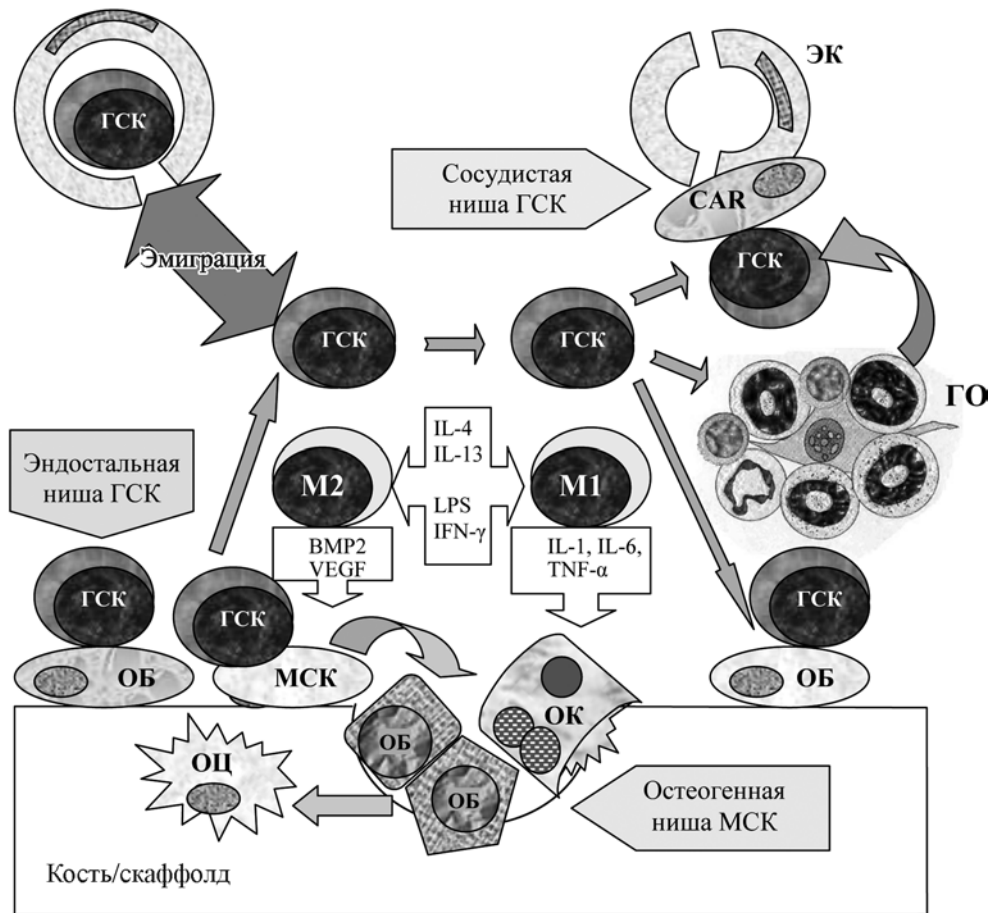 ГСК
ЭК
Сосудистая
ниша ГСК
CAR
ГСК
Эмиграция
ГСК
ГСК
ГО
Эндостальная
ниша ГСК
IL-4
IL-13
LPS
IFN-γ
M2
M1
BMP2
VEGF
IL-1, IL-6,
TNF-α
ГСК
ГСК
ГСК
ОБ
МСК
ОБ
ОК
ОБ
ОБ
ОЦ
Остеогенная
ниша МСК
Кость/скаффолд